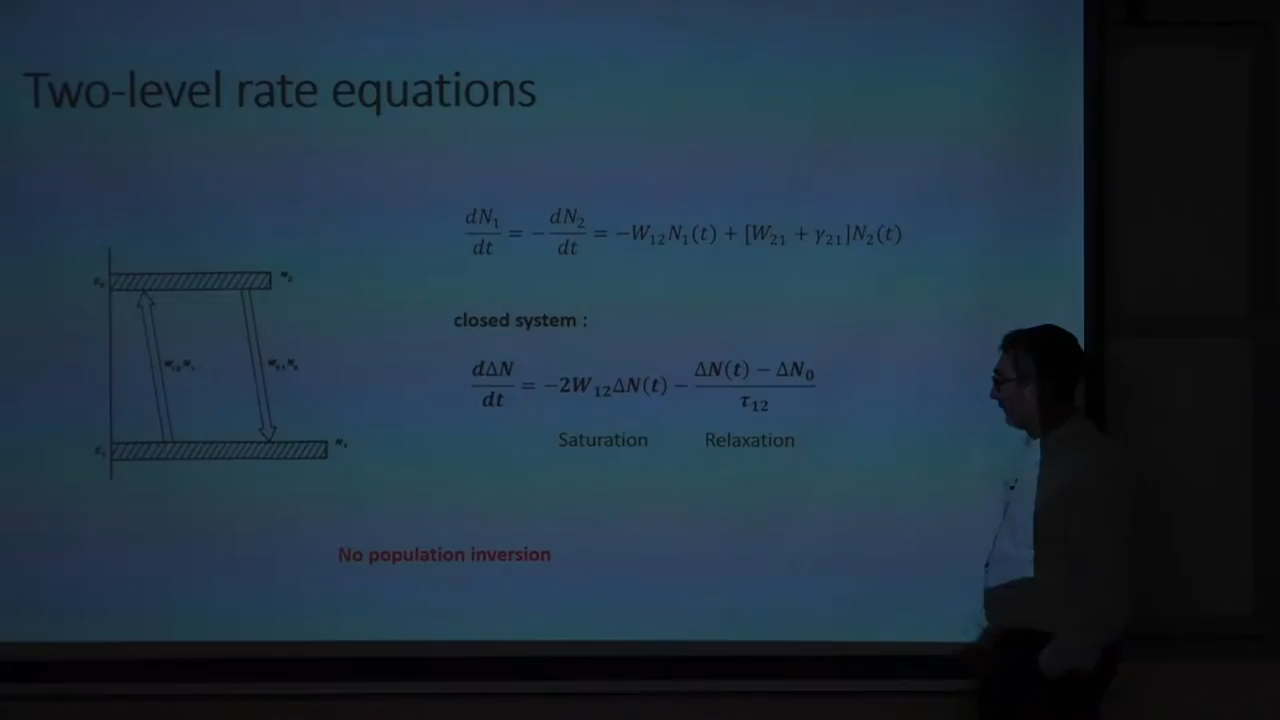 Two-level rate equations
dN₁/dt = −dN₂/dt = −W₁₂N₁(t) + [W₂₁ + γ₂₁]N₂(t)
closed system :
dΔN/dt = −2W₁₂ΔN(t) − (ΔN(t) − ΔN₀)/τ₁₂
Saturation Relaxation
No population inversion